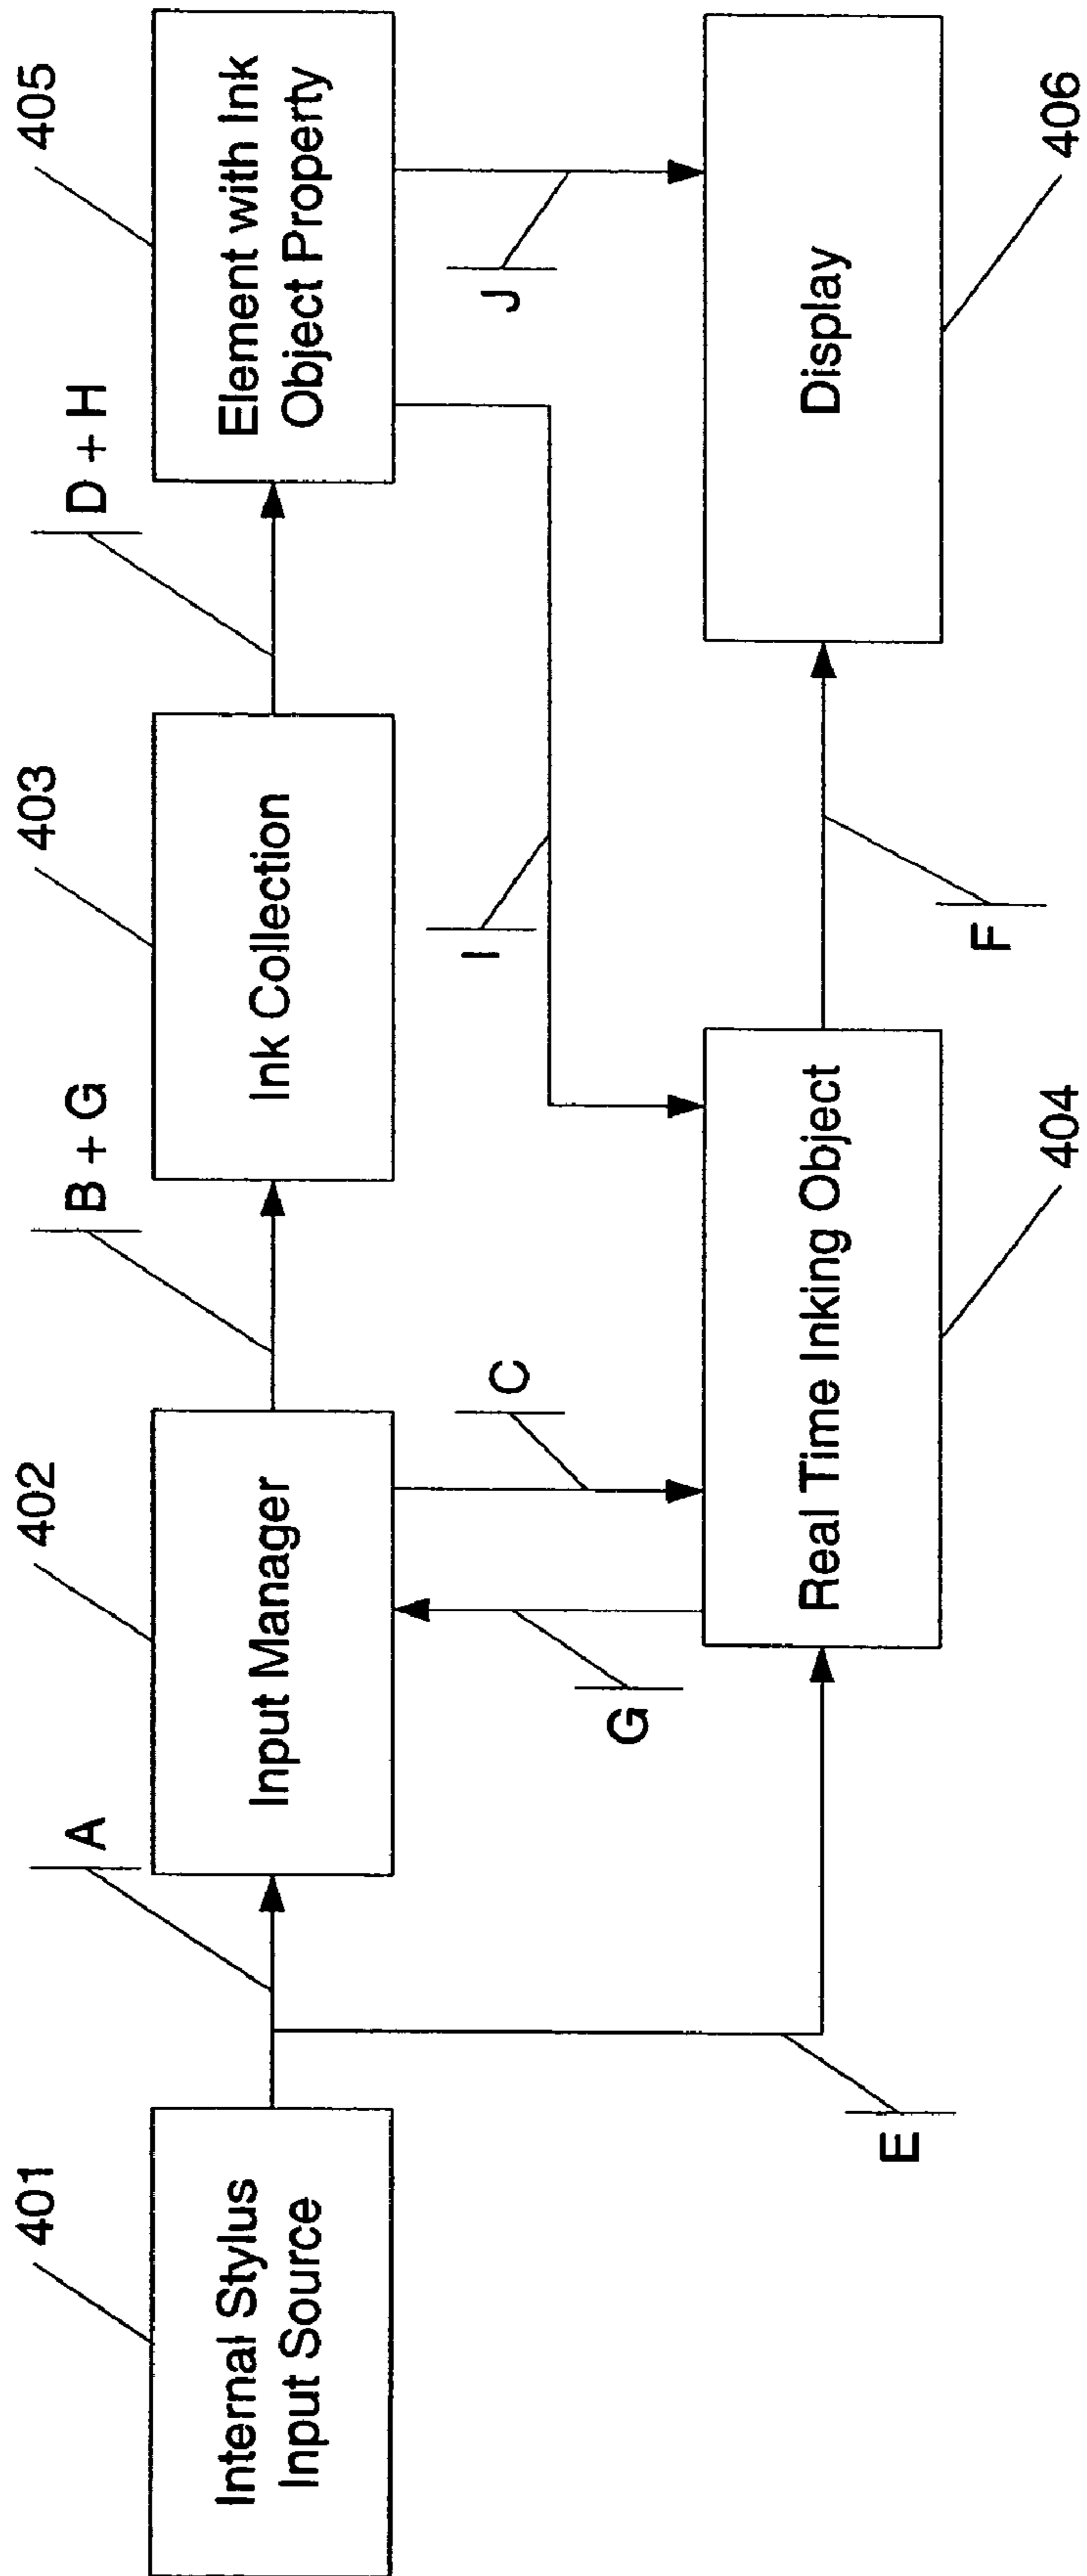 401
Internal Stylus
Input Source
A
402
Input Manager
B + G
403
Ink Collection
D + H
405
Element with Ink
Object Property
G
C
I
J
E
Real Time Inking Object
404
F
Display
406